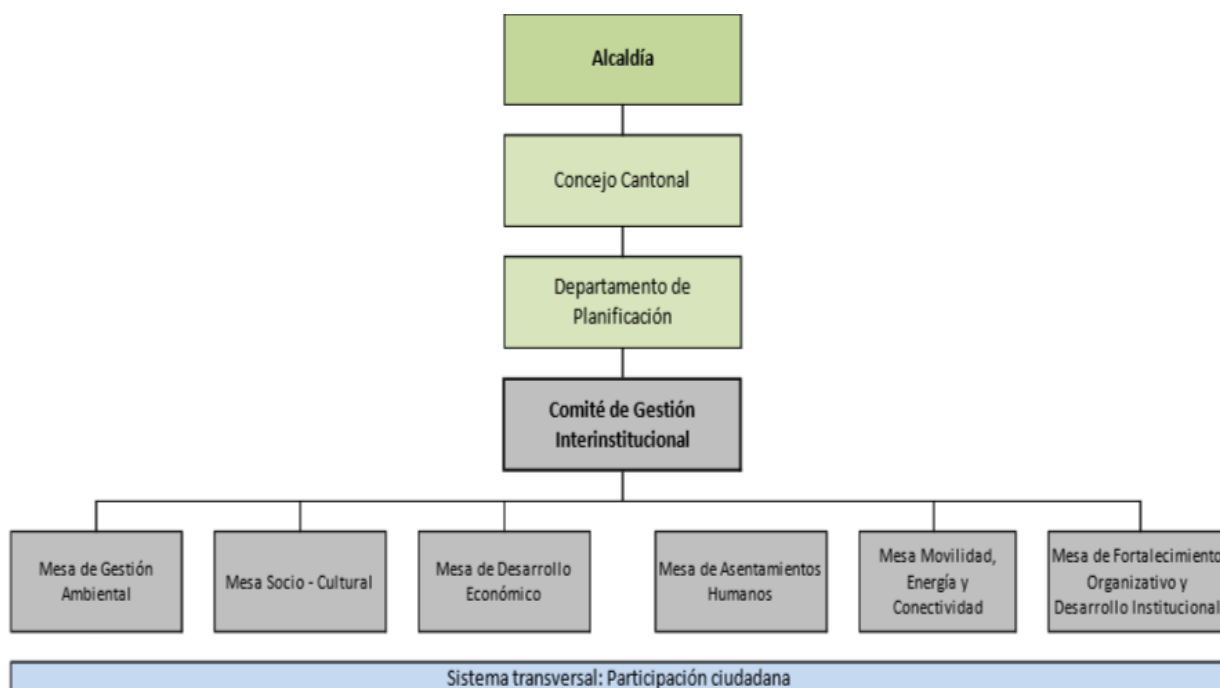 Alcaldía
Concejo Cantonal
Departamento de
Planificación
Comité de Gestión
Interinstitucional
Mesa de Gestión
Ambiental
Mesa Socio - Cultural
Mesa de Desarrollo
Económico
Mesa de Asentamientos
Humanos
Mesa Movilidad,
Energía y
Conectividad
Mesa de Fortalecimiento
Organizativo y
Desarrollo Institucional
Sistema transversal: Participación ciudadana